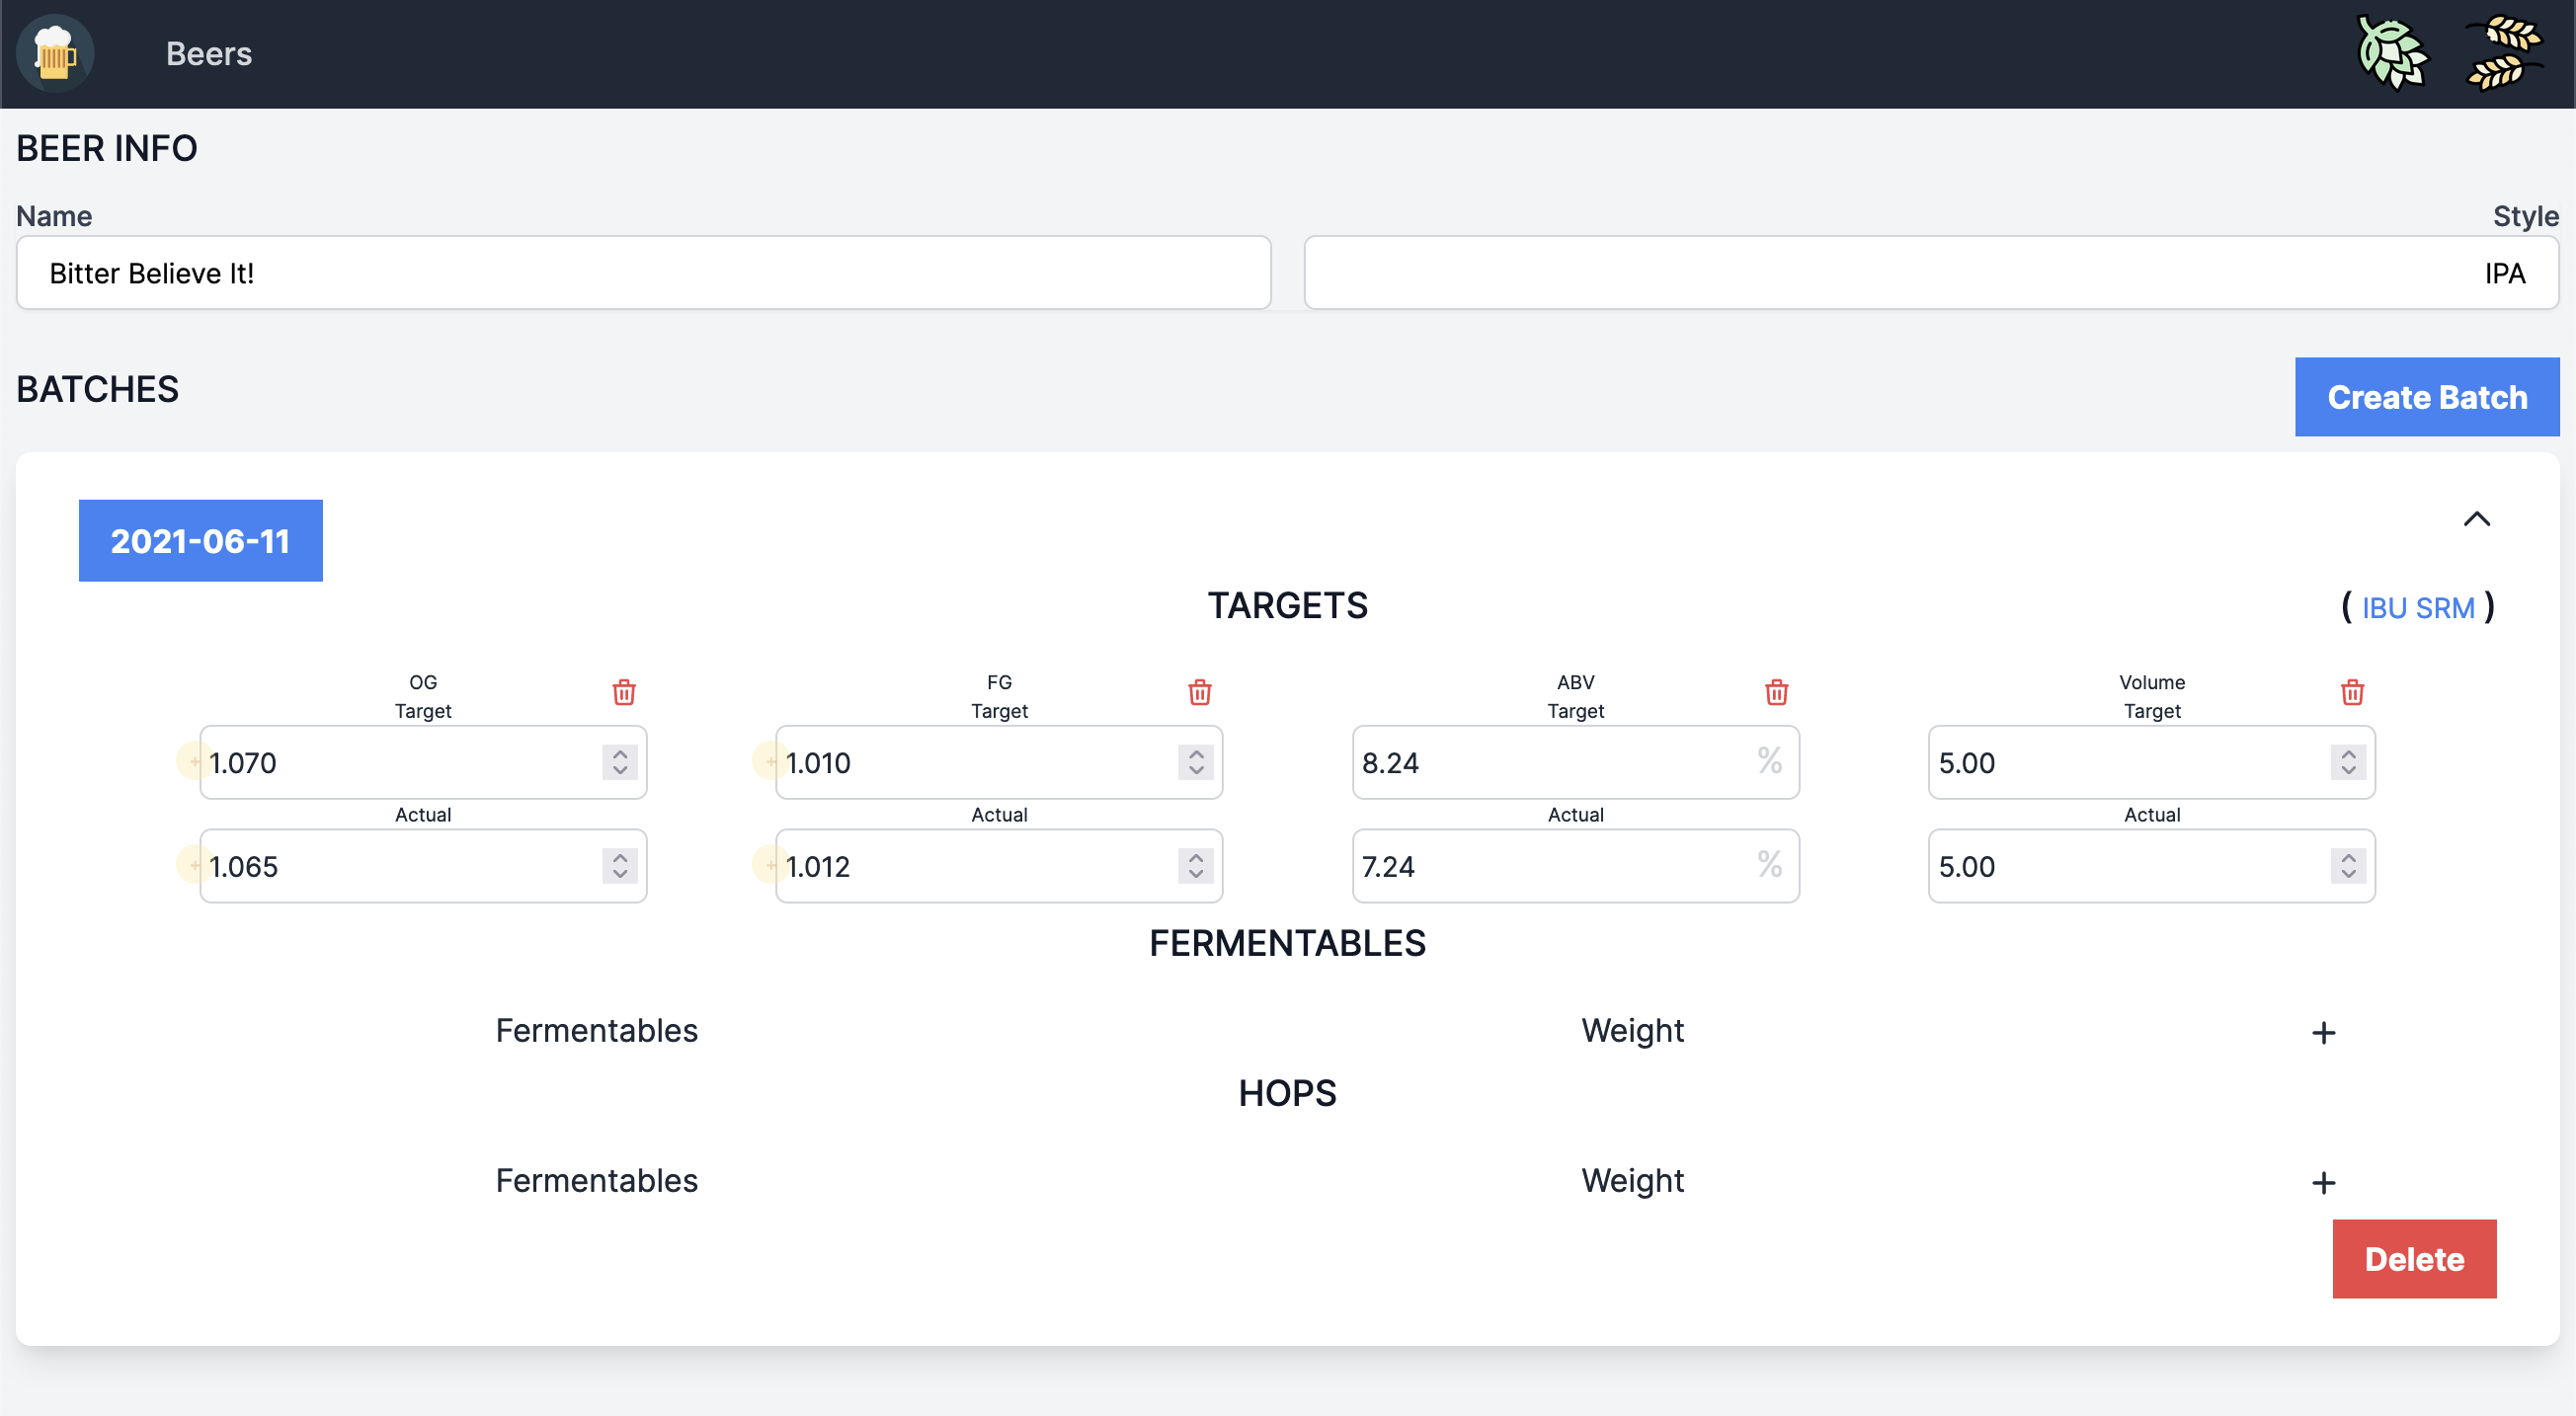 Beers
BEER INFO
Name
Style
Bitter Believe It!
IPA
BATCHES
Create Batch
2021-06-11
TARGETS
( IBU SRM )
OG
Target
FG
Target
ABV
Target
Volume
Target
1.070
1.010
8.24 %
5.00
Actual
Actual
Actual
Actual
1.065
1.012
7.24 %
5.00
FERMENTABLES
Fermentables
Weight
+
HOPS
Fermentables
Weight
+
Delete